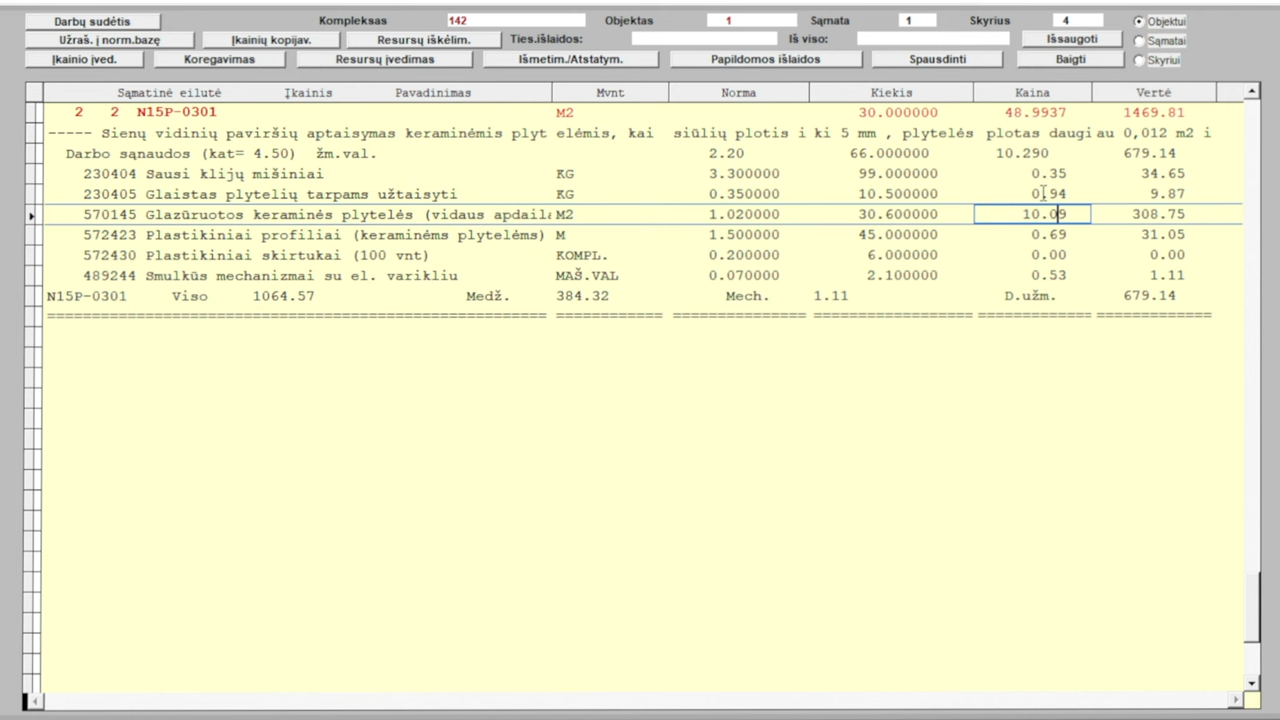 Darbų sudėtis Kompleksas 142 Objektas 1 Sąmata 1 Skyrius 4 Objektui
Užraš. į norm.bazę Įkainių kopijav. Resursų iškėlim. Ties.išlaidos: Iš viso: Išsaugoti Sąmatai
Įkainio įved. Koregavimas Resursų įvedimas Išmetim./Atstatym. Papildomos išlaidos Spausdinti Baigti Skyriui
Sąmatinė eilutė Įkainis Pavadinimas Mvnt Norma Kiekis Kaina Vertė
2 2 N15P-0301 M2 30.000000 48.9937 1469.81
----- Sienų vidinių paviršių aptaisymas keraminėmis plyt elėmis, kai siūlių plotis i ki 5 mm , plytelės plotas daugi au 0,012 m2 i
Darbo sąnaudos (kat= 4.50) žm.val. 2.20 66.000000 10.290 679.14
230404 Sausi klijų mišiniai KG 3.300000 99.000000 0.35 34.65
230405 Glaistas plytelių tarpams užtaisyti KG 0.350000 10.500000 0.94 9.87
570145 Glazūruotos keraminės plytelės (vidaus apdaila M2 1.020000 30.600000 10.09 308.75
572423 Plastikiniai profiliai (keraminėms plytelėms) M 1.500000 45.000000 0.69 31.05
572430 Plastikiniai skirtukai (100 vnt) KOMPL. 0.200000 6.000000 0.00 0.00
489244 Smulkūs mechanizmai su el. varikliu MAŠ.VAL 0.070000 2.100000 0.53 1.11
N15P-0301 Viso 1064.57 Medž. 384.32 Mech. 1.11 D.užm. 679.14